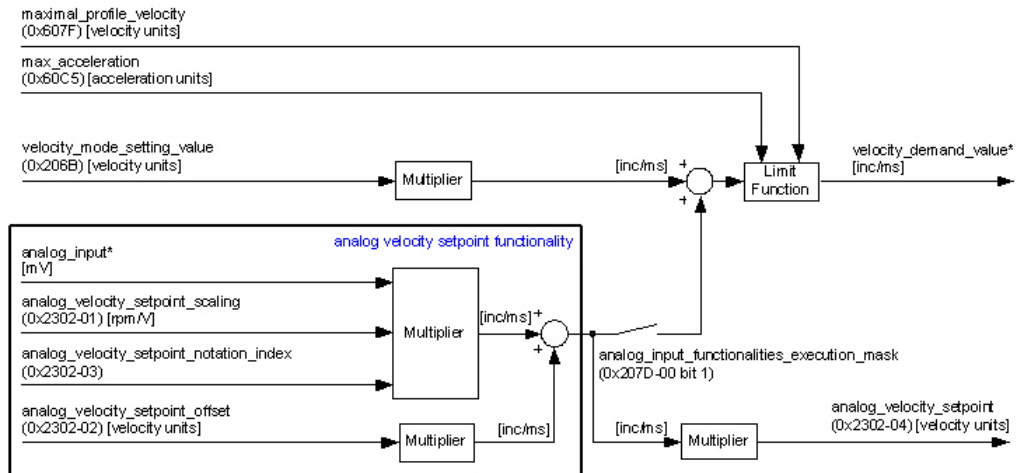 maximal_profile_velocity
(0x607F) [velocity units]
max_acceleration
(0x60C5) [acceleration units]
velocity_mode_setting_value
(0x206B) [velocity units]
Multiplier
[inc/ms]
+
+
Limit
Function
velocity_demand_value*
[inc/ms]
analog velocity setpoint functionality
analog_input*
[mV]
analog_velocity_setpoint_scaling
(0x2302-01) [rpm/V]
analog_velocity_setpoint_notation_index
(0x2302-03)
Multiplier
[inc/ms]
+
+
analog_velocity_setpoint_offset
(0x2302-02) [velocity units]
Multiplier
[inc/ms]
analog_input_functionalities_execution_mask
(0x207D-00 bit 1)
[inc/ms]
Multiplier
analog_velocity_setpoint
(0x2302-04) [velocity units]